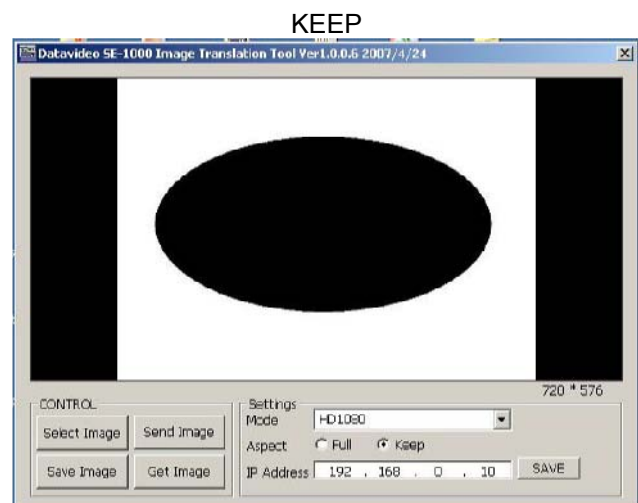 KEEP
Datavideo SE-1000 Image Translation Tool Ver1.0.0.6 2007/4/24
720 * 576
CONTROL
Select Image
Send Image
Save Image
Get Image
Settings
Mode HD1080
Aspect Full Keep
IP Address 192 . 168 . 0 . 10 SAVE